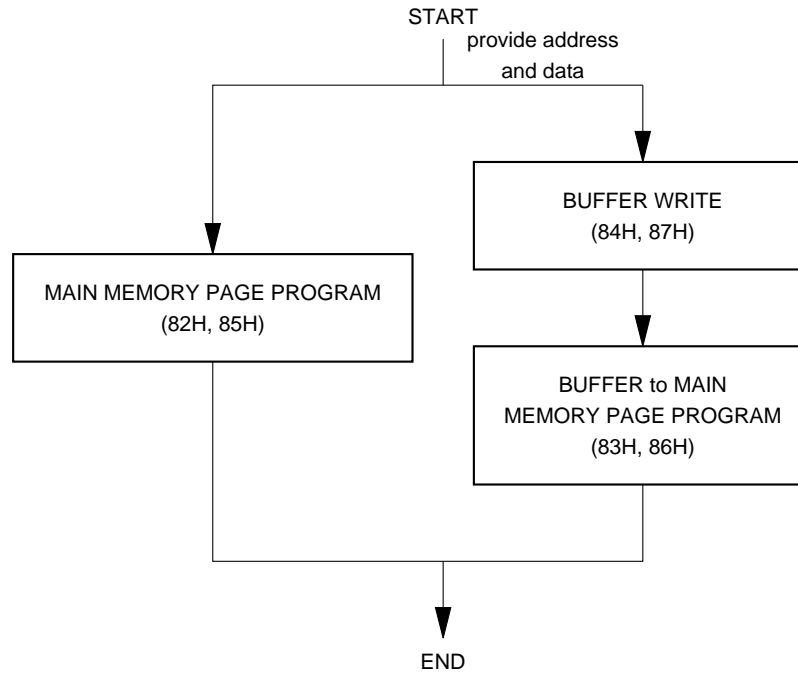 START
provide address
and data
BUFFER WRITE
(84H, 87H)
MAIN MEMORY PAGE PROGRAM
(82H, 85H)
BUFFER to MAIN
MEMORY PAGE PROGRAM
(83H, 86H)
END